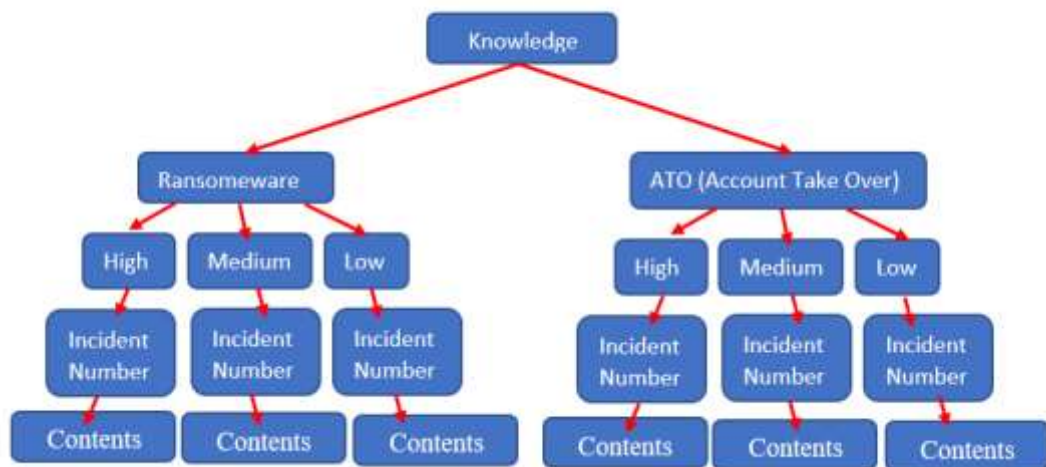 Knowledge
Ransomeware
ATO (Account Take Over)
High
Medium
Low
High
Medium
Low
Incident
Number
Incident
Number
Incident
Number
Incident
Number
Incident
Number
Incident
Number
Contents
Contents
Contents
Contents
Contents
Contents